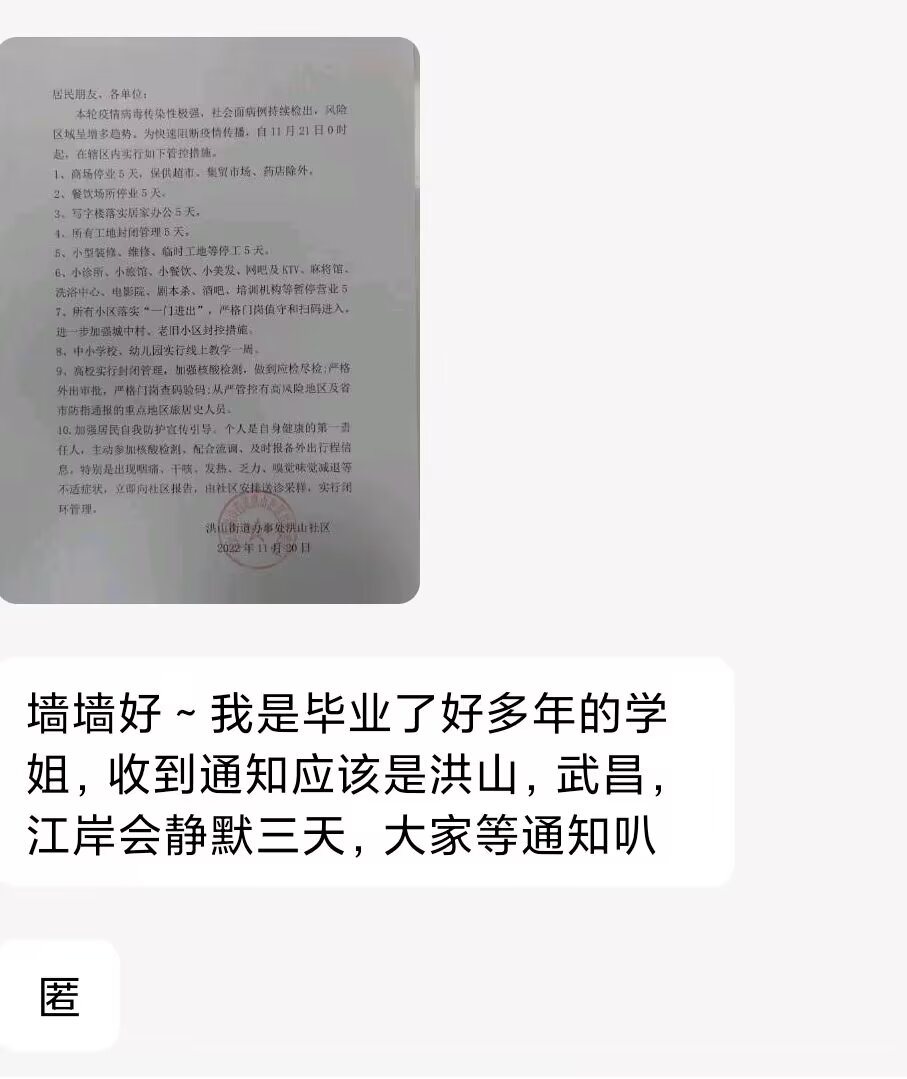 居民朋友、各单位：
本轮疫情病毒传染性极强，社会面病例持续检出，风险
区域呈增多趋势。为快速阻断疫情传播，自11月21日0时
起，在辖区内实行如下管控措施。
1、商场停业5天，保供超市、集贸市场、药店除外。
2、餐饮场所停业5天。
3、写字楼落实居家办公5天。
4、所有工地封闭管理5天。
5、小型装修、维修、临时工地等停工5天。
6、小诊所、小旅馆、小餐饮、小美发、网吧及KTV、麻将馆、
洗浴中心、电影院、剧本杀、酒吧、培训机构等暂停营业5
7、所有小区落实“一门进出”，严格门岗值守和扫码进入，
进一步加强城中村、老旧小区封控措施。
8、中小学校、幼儿园实行线上教学一周。
9、高校实行封闭管理，加强核酸检测，做到应检尽检;严格
外出审批，严格门岗查码验码;从严管控有高风险地区及省
市防指通报的重点地区旅居史人员。
10.加强居民自我防护宣传引导。个人是自身健康的第一责
任人，主动参加核酸检测、配合流调、及时报备外出行程信
息。特别是出现咽痛、干咳、发热、乏力、嗅觉味觉减退等
不适症状，立即向社区报告，由社区安排送诊采样，实行闭
环管理。
洪山街道办事处洪山社区
2022年11月20日
墙墙好～我是毕业了好多年的学
姐，收到通知应该是洪山，武昌，
江岸会静默三天，大家等通知叭
匿